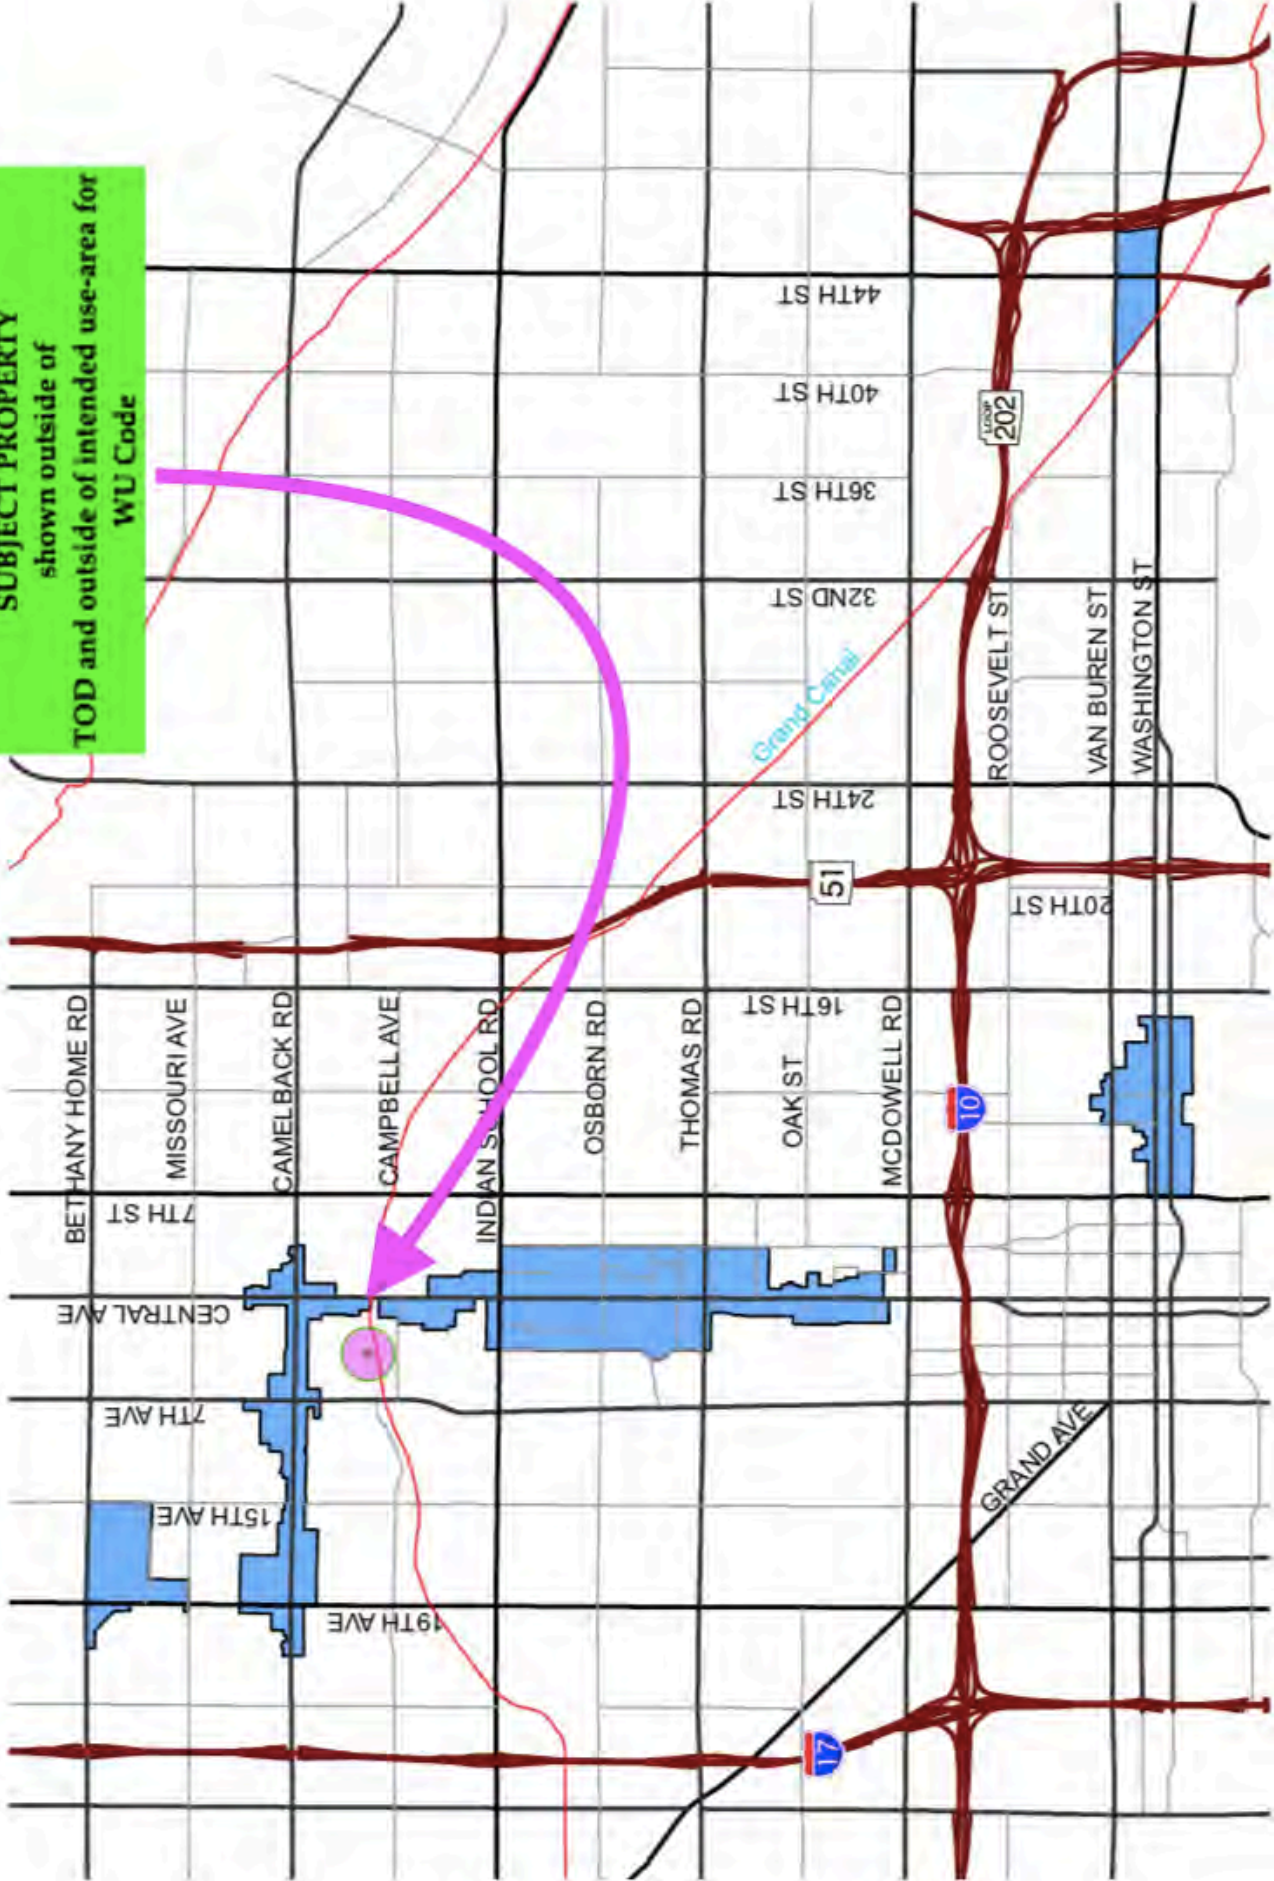 SUBJECT PROPERTY
shown outside of
TOD and outside of intended use-area for
WU Code
BETHANY HOME RD
MISSOURI AVE
CAMELBACK RD
CAMPBELL AVE
INDIAN SCHOOL RD
OSBORN RD
THOMAS RD
OAK ST
MCDOWELL RD
ROOSEVELT ST
VAN BUREN ST
WASHINGTON ST
GRAND AVE
Grand Canal
19TH AVE
15TH AVE
7TH AVE
CENTRAL AVE
7TH ST
16TH ST
20TH ST
24TH ST
32ND ST
36TH ST
40TH ST
44TH ST
LOOP
202
51
10
17